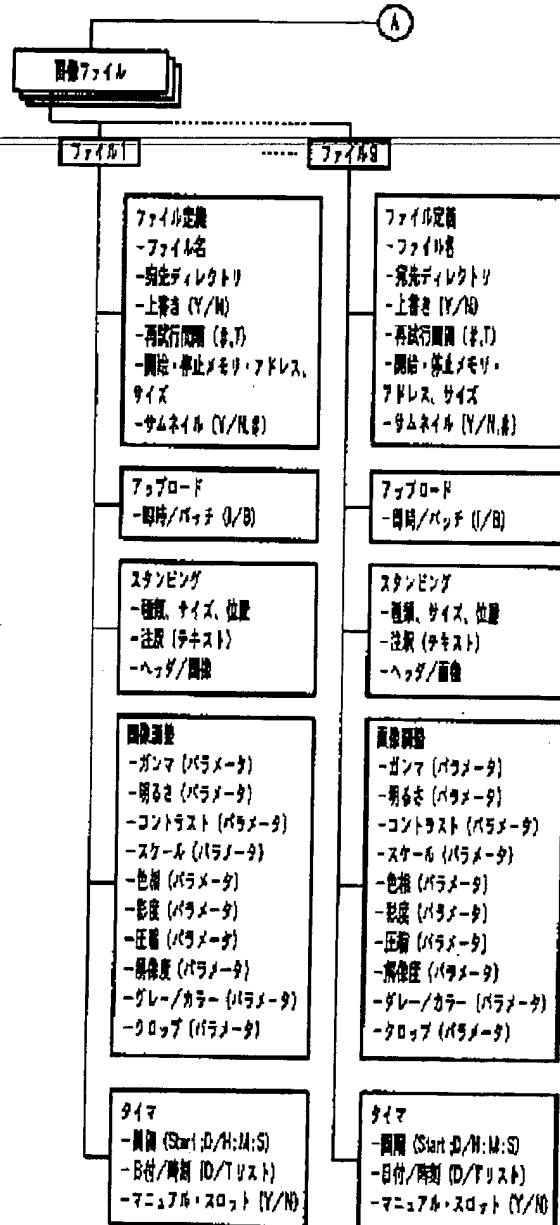 A
画像ファイル
ファイル1
ファイル9
ファイル定義
-ファイル名
-宛先ディレクトリ
-上書き (Y/N)
-再試行間隔 (#,T)
-開始・停止メモリ・アドレス、
サイズ
-サムネイル (Y/N,#)
アップロード
-即時/バッチ (I/B)
スタンピング
-種類、サイズ、位置
-注釈 (テキスト)
-ヘッダ/画像
画像調整
-ガンマ (パラメータ)
-明るさ (パラメータ)
-コントラスト (パラメータ)
-スケール (パラメータ)
-色相 (パラメータ)
-彩度 (パラメータ)
-圧縮 (パラメータ)
-解像度 (パラメータ)
-グレー/カラー (パラメータ)
-クロップ (パラメータ)
タイマ
-間隔 (Start;D/H:M:S)
-日付/時刻 (D/Tリスト)
-マニュアル・スロット (Y/N)
ファイル定義
-ファイル名
-宛先ディレクトリ
-上書き (Y/N)
-再試行間隔 (#,T)
-開始・停止メモリ・
アドレス、サイズ
-サムネイル (Y/N,#)
アップロード
-即時/バッチ (I/B)
スタンピング
-種類、サイズ、位置
-注釈 (テキスト)
-ヘッダ/画像
画像調整
-ガンマ (パラメータ)
-明るさ (パラメータ)
-コントラスト (パラメータ)
-スケール (パラメータ)
-色相 (パラメータ)
-彩度 (パラメータ)
-圧縮 (パラメータ)
-解像度 (パラメータ)
-グレー/カラー (パラメータ)
-クロップ (パラメータ)
タイマ
-間隔 (Start;D/H:M:S)
-日付/時刻 (D/Tリスト)
-マニュアル・スロット (Y/N)